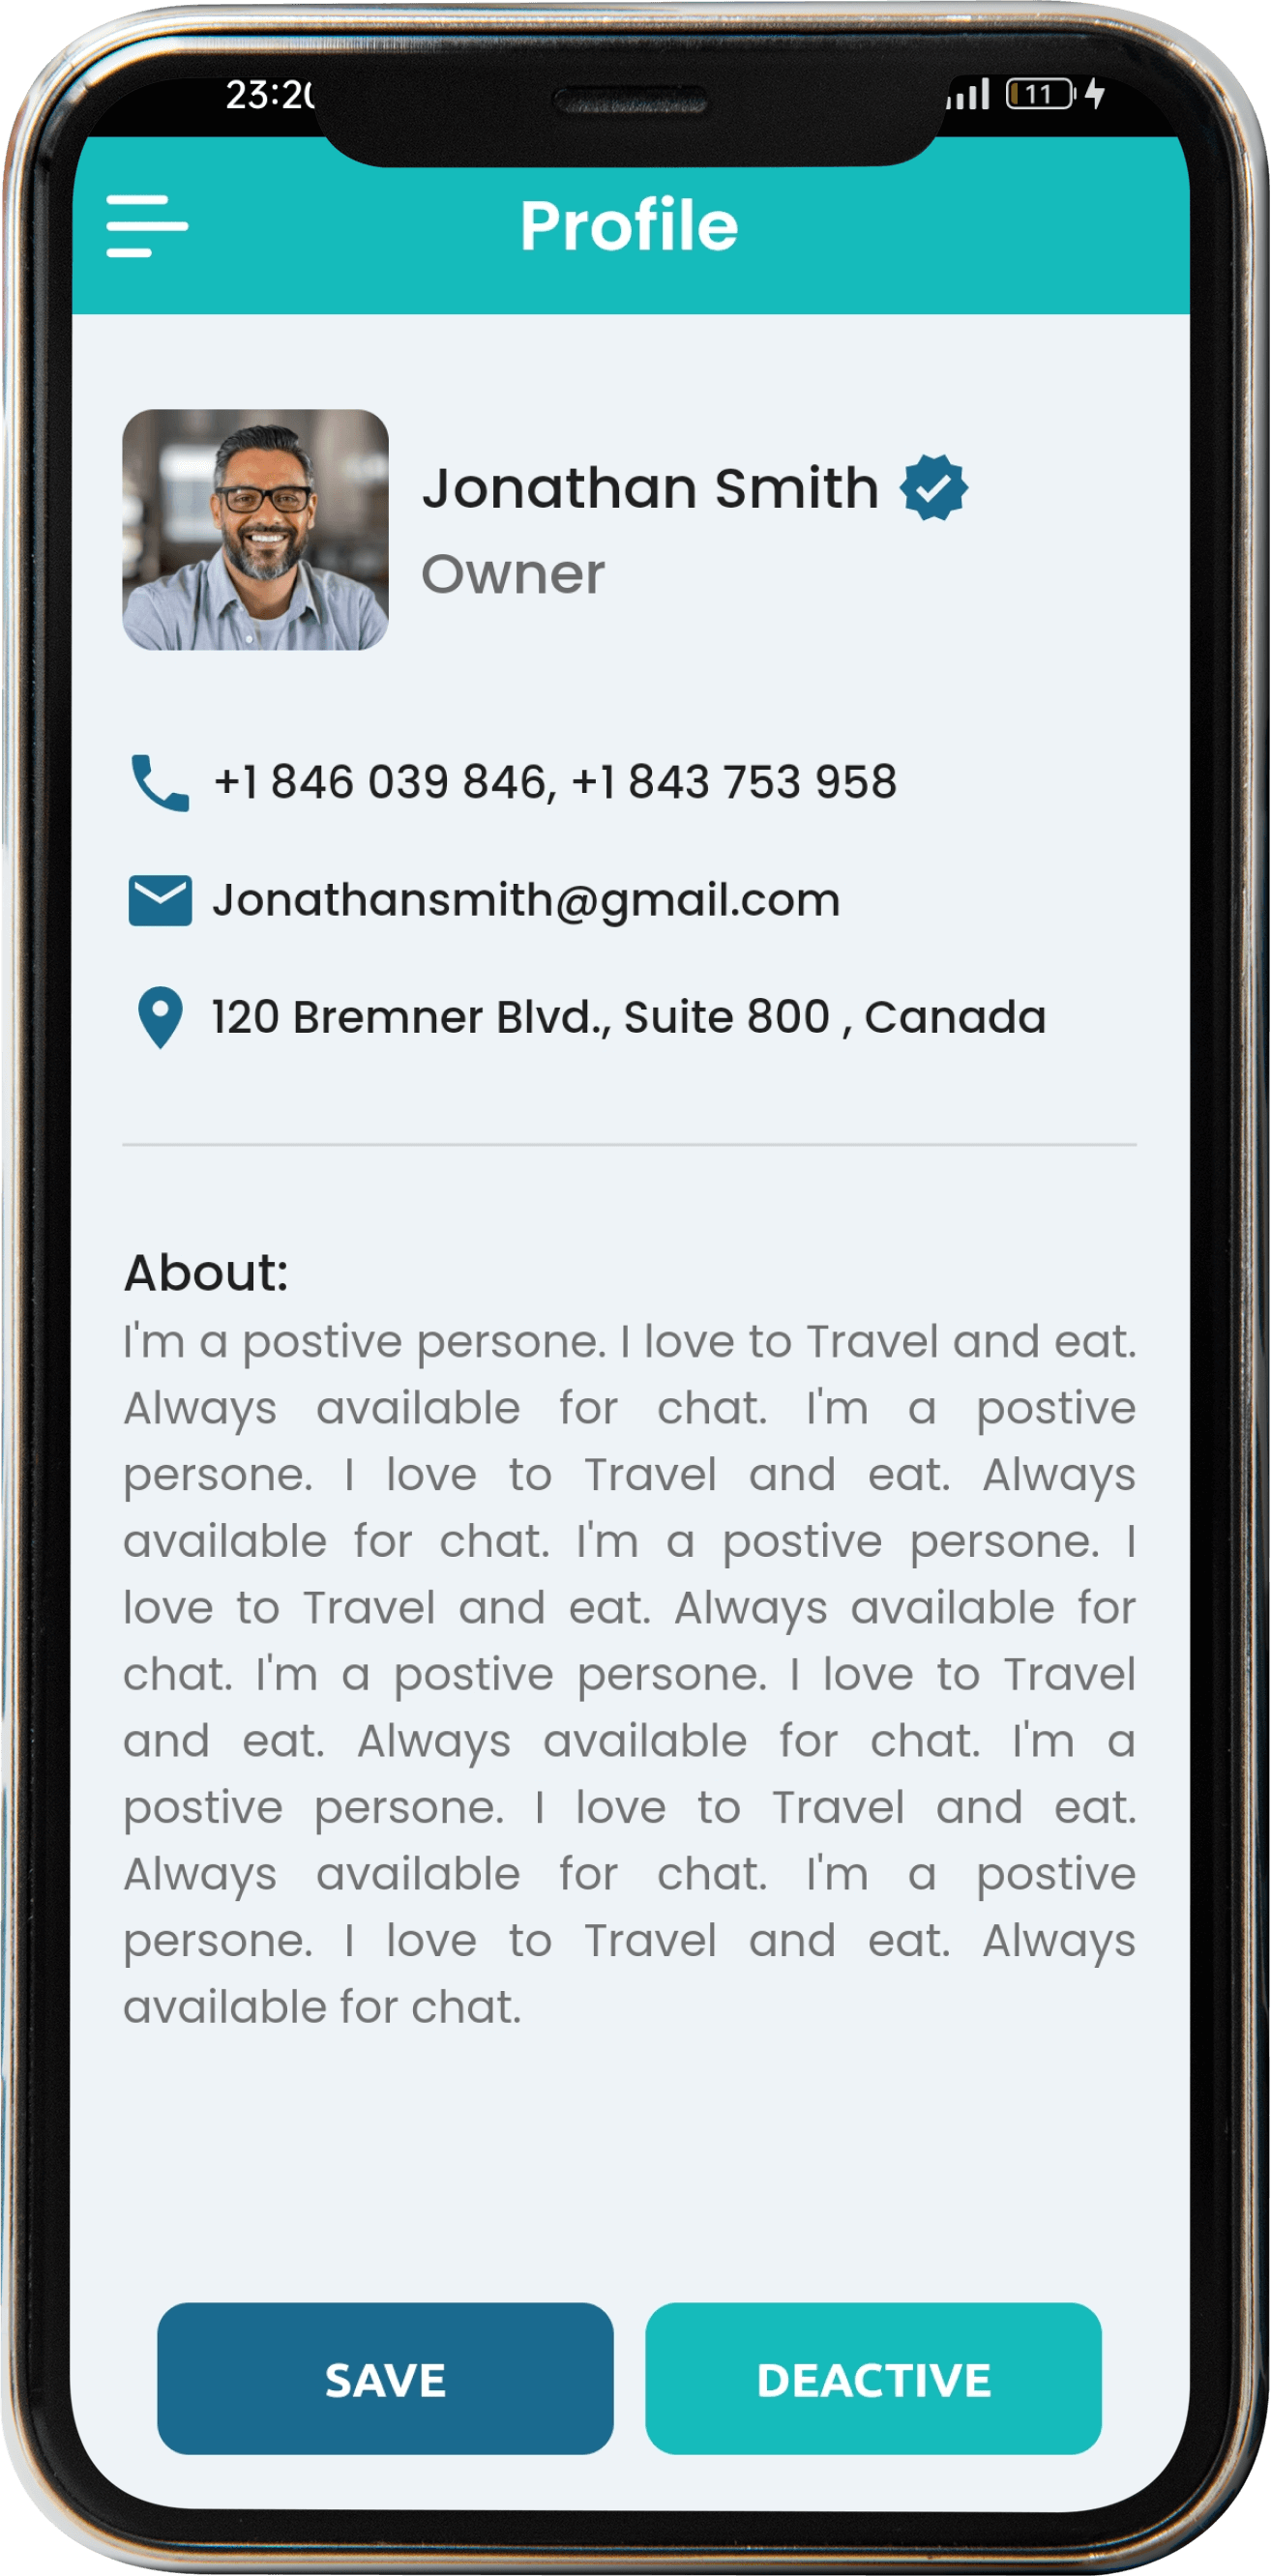 23:20
11
Profile
Jonathan Smith
Owner
+1 846 039 846, +1 843 753 958
Jonathansmith@gmail.com
120 Bremner Blvd., Suite 800 , Canada
About:
I'm a postive persone. I love to Travel and eat.
Always available for chat. I'm a postive
persone. I love to Travel and eat. Always
available for chat. I'm a postive persone. I
love to Travel and eat. Always available for
chat. I'm a postive persone. I love to Travel
and eat. Always available for chat. I'm a
postive persone. I love to Travel and eat.
Always available for chat. I'm a postive
persone. I love to Travel and eat. Always
available for chat.
SAVE
DEACTIVE